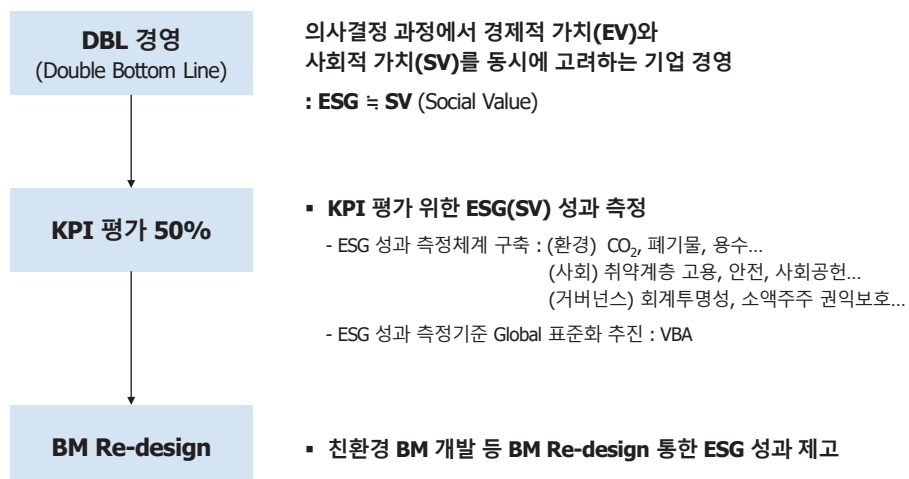 DBL 경영
(Double Bottom Line)
의사결정 과정에서 경제적 가치(EV)와
사회적 가치(SV)를 동시에 고려하는 기업 경영
: ESG ≒ SV (Social Value)
KPI 평가 50%
▪ KPI 평가 위한 ESG(SV) 성과 측정
- ESG 성과 측정체계 구축 : (환경) CO₂, 폐기물, 용수...
(사회) 취약계층 고용, 안전, 사회공헌...
(거버넌스) 회계투명성, 소액주주 권익보호...
- ESG 성과 측정기준 Global 표준화 추진 : VBA
BM Re-design
▪ 친환경 BM 개발 등 BM Re-design 통한 ESG 성과 제고